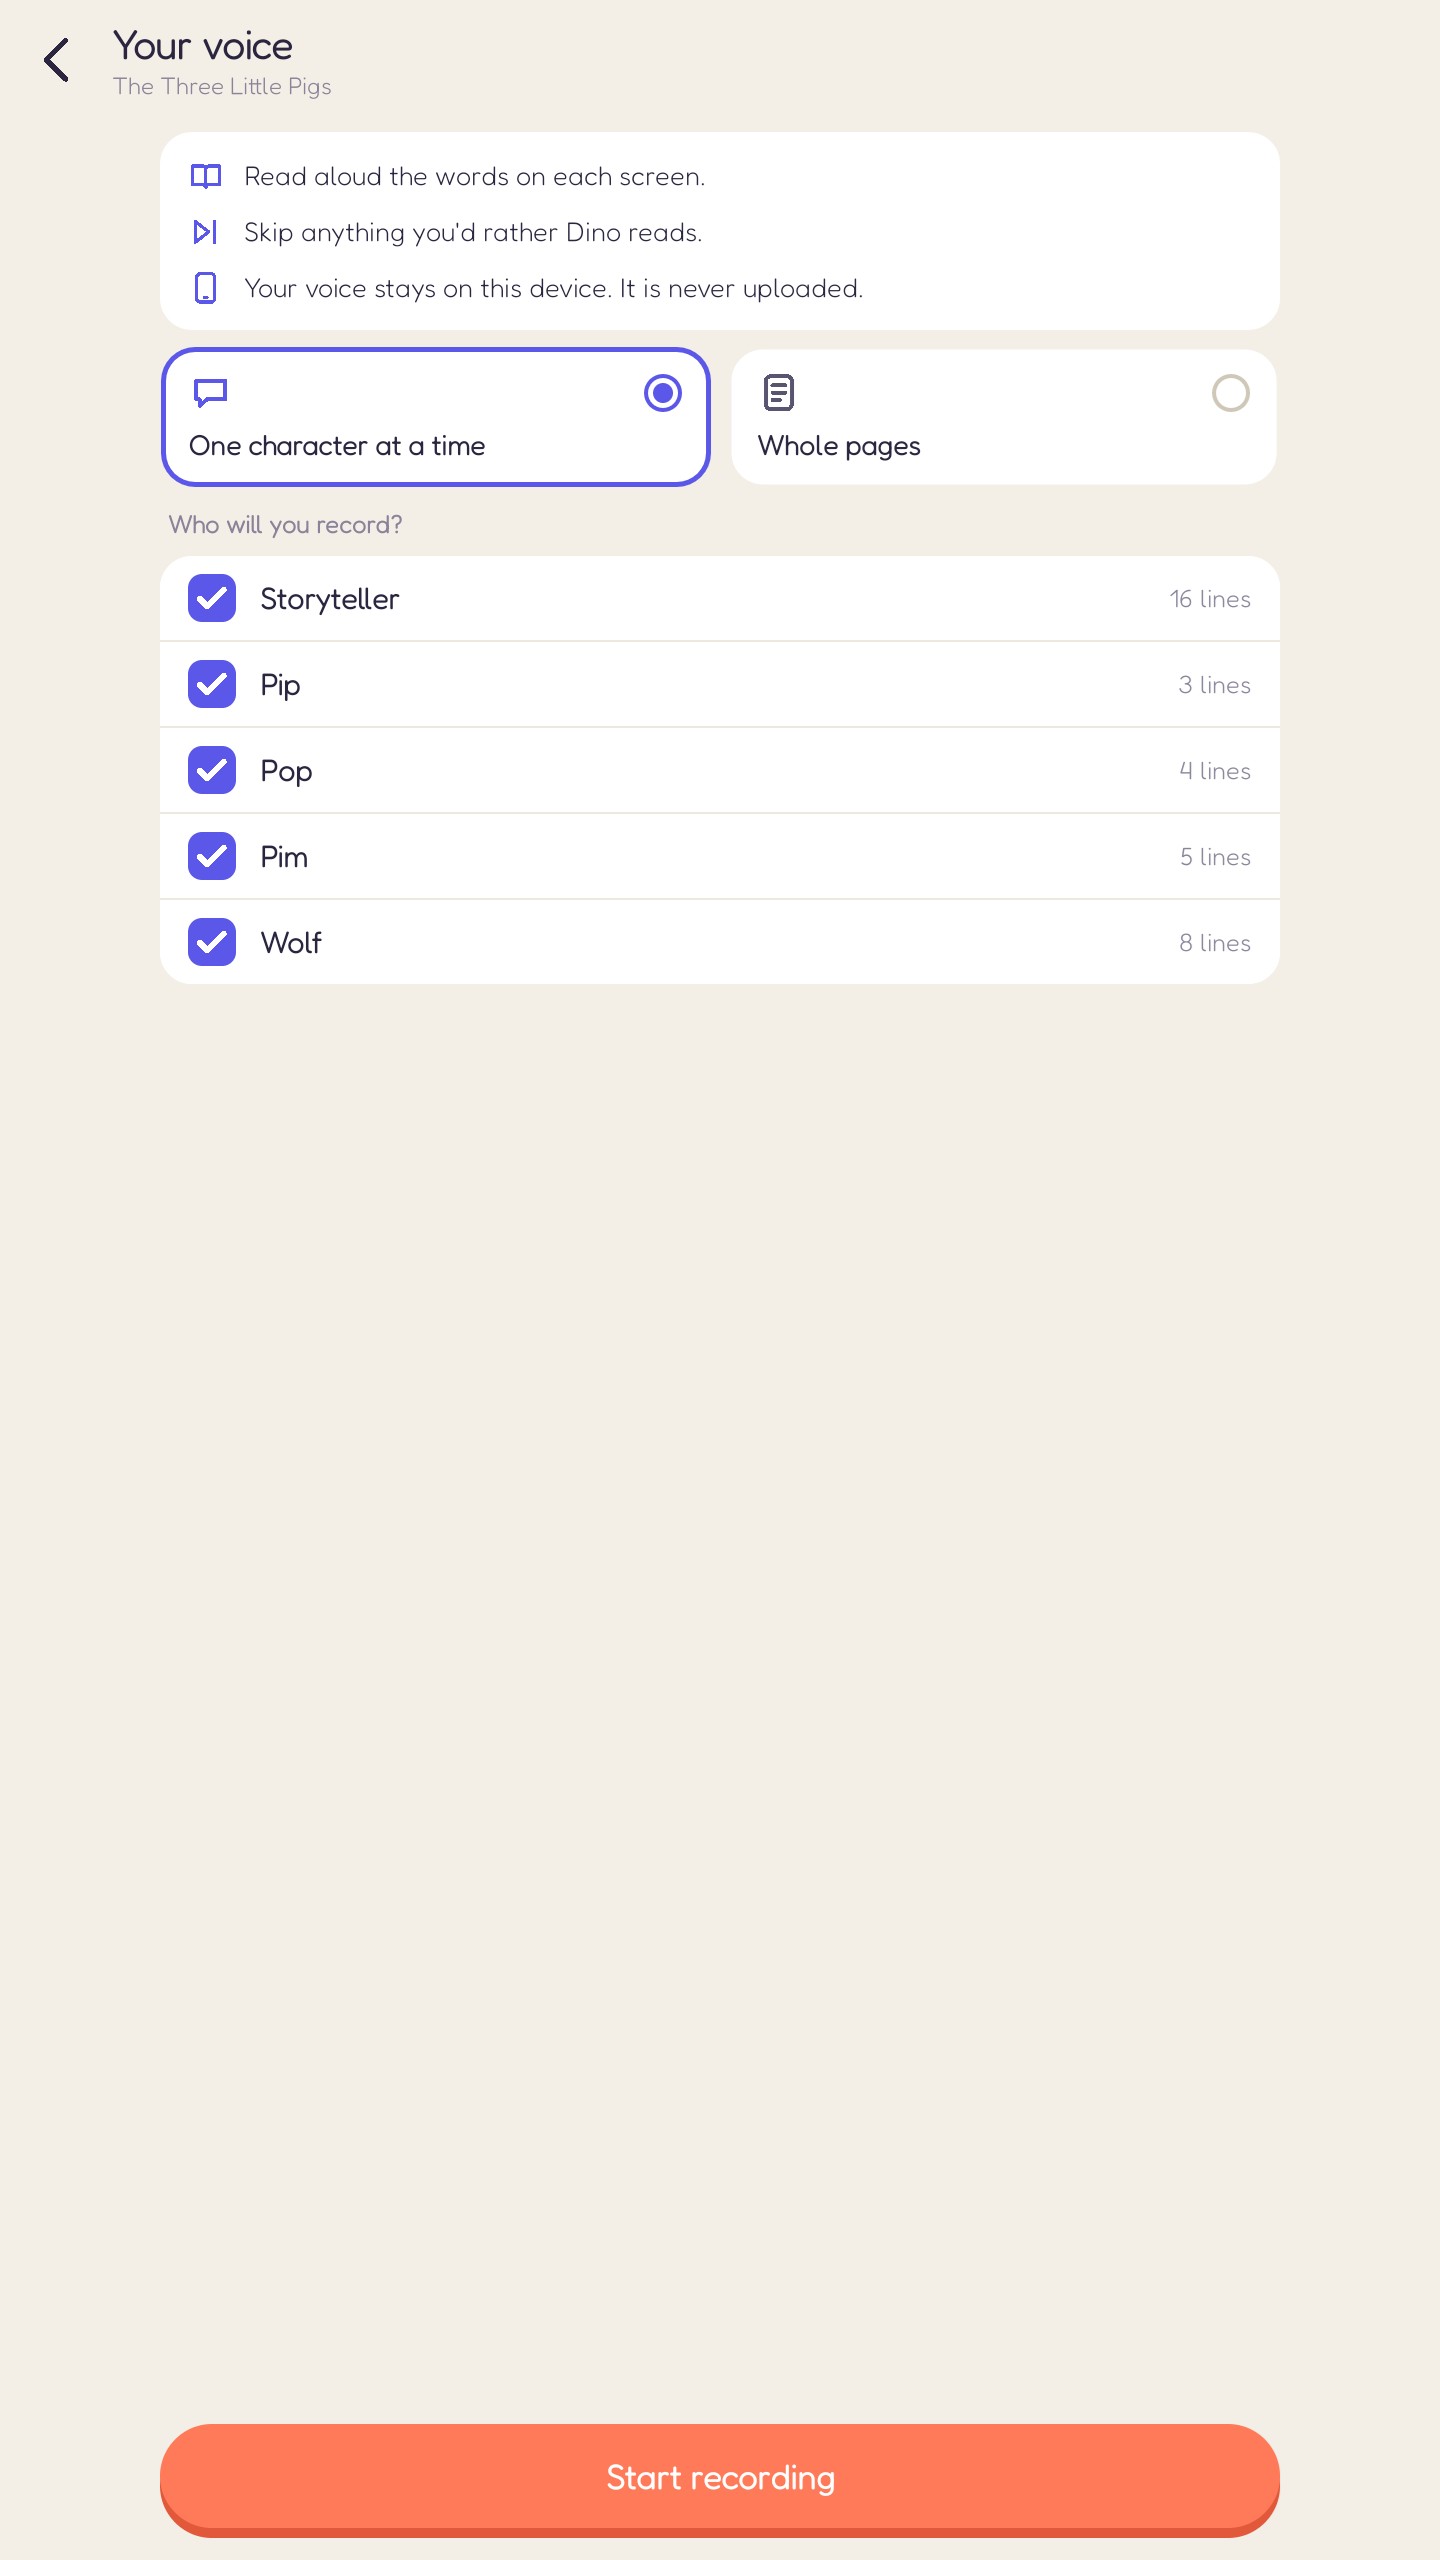 Your voice
The Three Little Pigs
Read aloud the words on each screen.
Skip anything you'd rather Dino reads.
Your voice stays on this device. It is never uploaded.
One character at a time
Whole pages
Who will you record?
Storyteller 16 lines
Pip 3 lines
Pop 4 lines
Pim 5 lines
Wolf 8 lines
Start recording